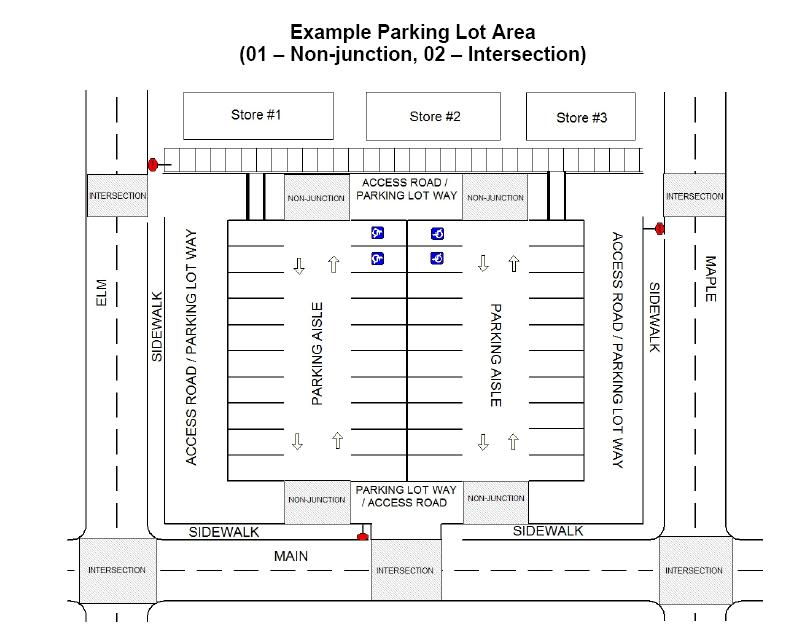 Example Parking Lot Area
(01 – Non-junction, 02 – Intersection)
Store #1
Store #2
Store #3
INTERSECTION
NON-JUNCTION
ACCESS ROAD /
PARKING LOT WAY
NON-JUNCTION
INTERSECTION
ELM
SIDEWALK
ACCESS ROAD / PARKING LOT WAY
PARKING AISLE
PARKING AISLE
ACCESS ROAD / PARKING LOT WAY
SIDEWALK
MAPLE
NON-JUNCTION
PARKING LOT WAY
/ ACCESS ROAD
NON-JUNCTION
SIDEWALK
SIDEWALK
MAIN
INTERSECTION
INTERSECTION
INTERSECTION